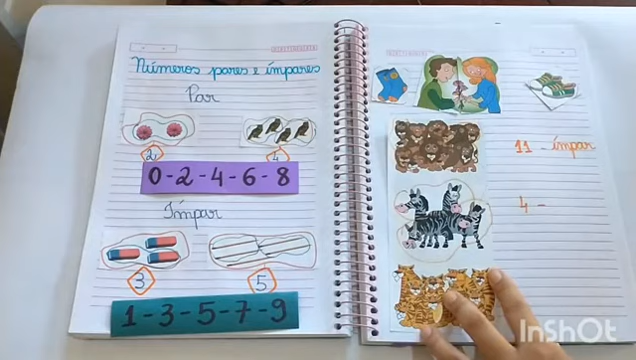 Números pares e ímpares
Par
2
4
0-2-4-6-8
Ímpar
3
5
1-3-5-7-9
11 - ímpar
4 -
InShOt